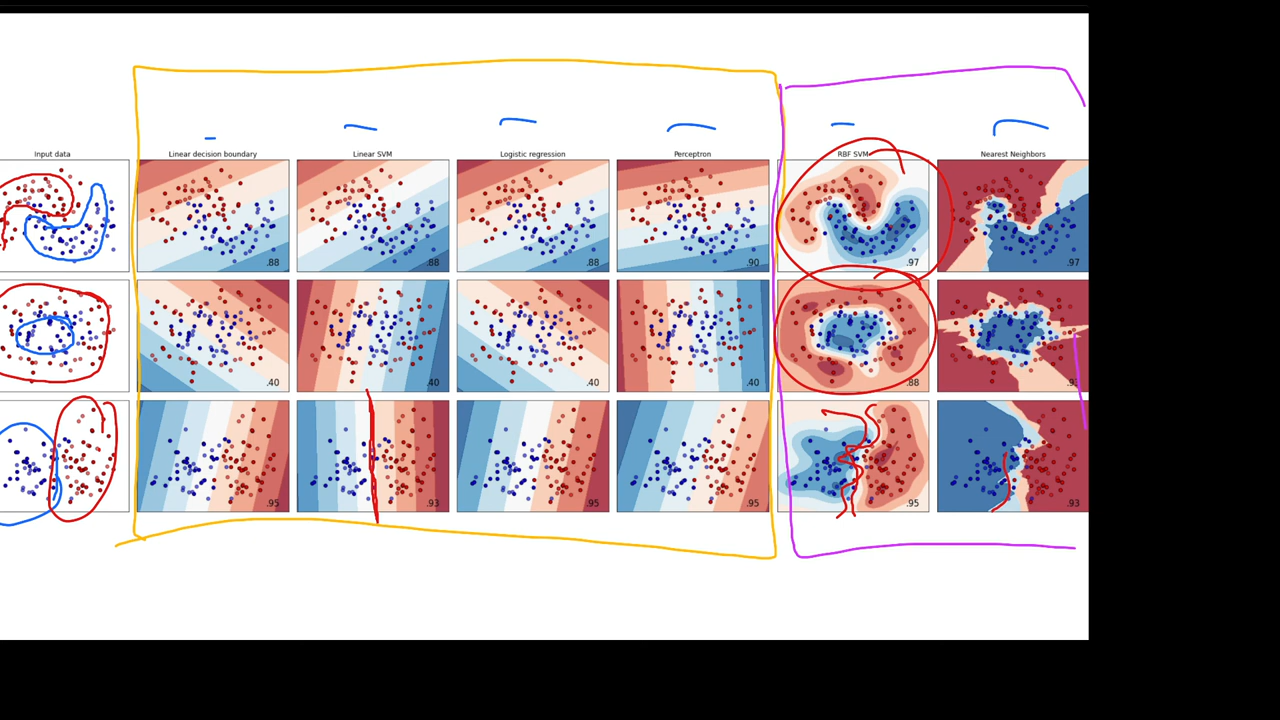 Input data Linear decision boundary Linear SVM Logistic regression Perceptron RBF SVM Nearest Neighbors
.88 .88 .88 .90 .97 .97
.40 .40 .40 .40 .88
.95 .93 .95 .95 .95 .93